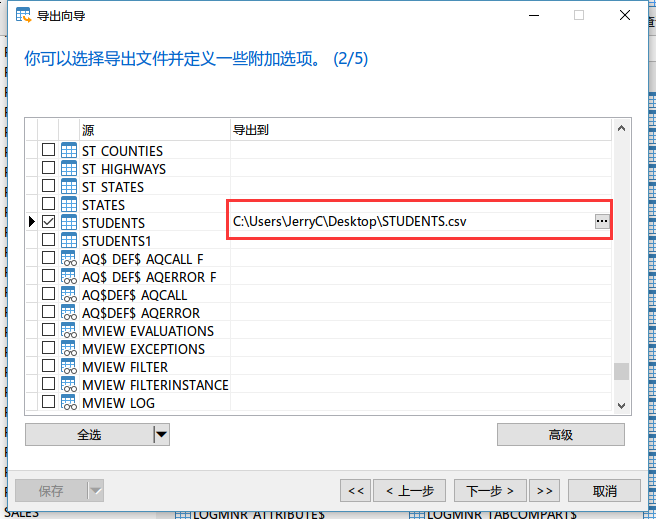 导出向导
你可以选择导出文件并定义一些附加选项。 (2/5)
源 导出到
ST COUNTIES
ST HIGHWAYS
ST STATES
STATES
STUDENTS C:\Users\JerryC\Desktop\STUDENTS.csv ...
STUDENTS1
AQ$ DEF$ AQCALL F
AQ$ DEF$ AQERROR F
AQ$DEF$ AQCALL
AQ$DEF$ AQERROR
MVIEW EVALUATIONS
MVIEW EXCEPTIONS
MVIEW FILTER
MVIEW FILTERINSTANCE
MVIEW LOG
全选 高级
保存 << < 上一步 下一步 > >> 取消
SALES LOGMNR ATTRIBUTE$ LOGMNR TABCOMPART$